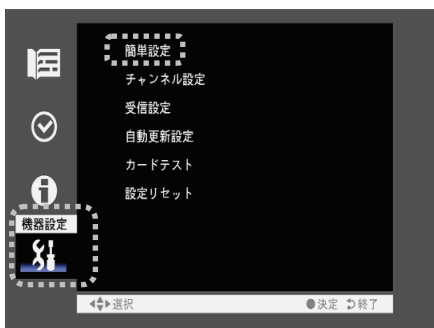 簡単設定
チャンネル設定
受信設定
自動更新設定
カードテスト
設定リセット
機器設定
選択
決定 終了